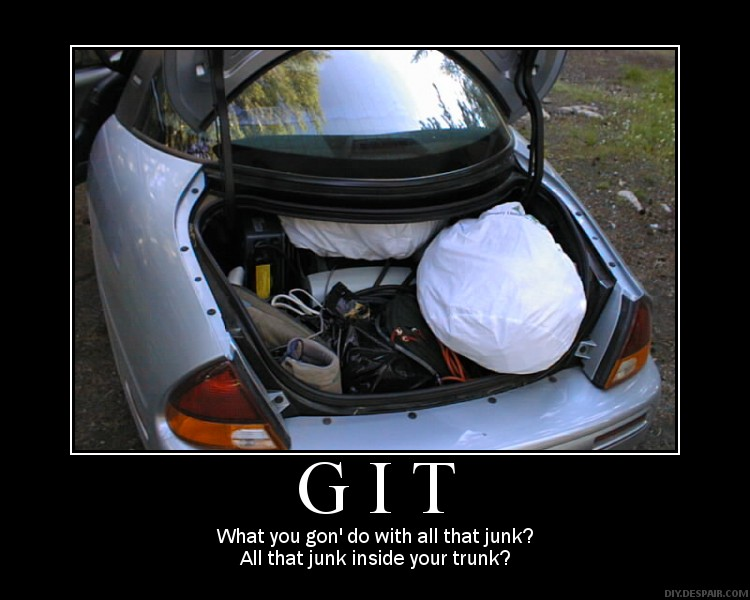 GIT
What you gon' do with all that junk?
All that junk inside your trunk?
DIY.DESPAIR.COM